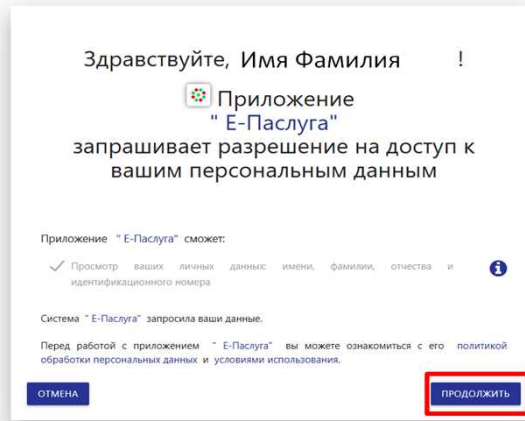 Здравствуйте, Имя Фамилия !
Приложение
" Е-Паслуга"
запрашивает разрешение на доступ к
вашим персональным данным
Приложение " Е-Паслуга" сможет:
Просмотр ваших личных данных: имени, фамилии, отчества и
идентификационного номера
Система " Е-Паслуга" запросила ваши данные.
Перед работой с приложением " Е-Паслуга" вы можете ознакомиться с его политикой
обработки персональных данных и условиями использования.
ОТМЕНА ПРОДОЛЖИТЬ